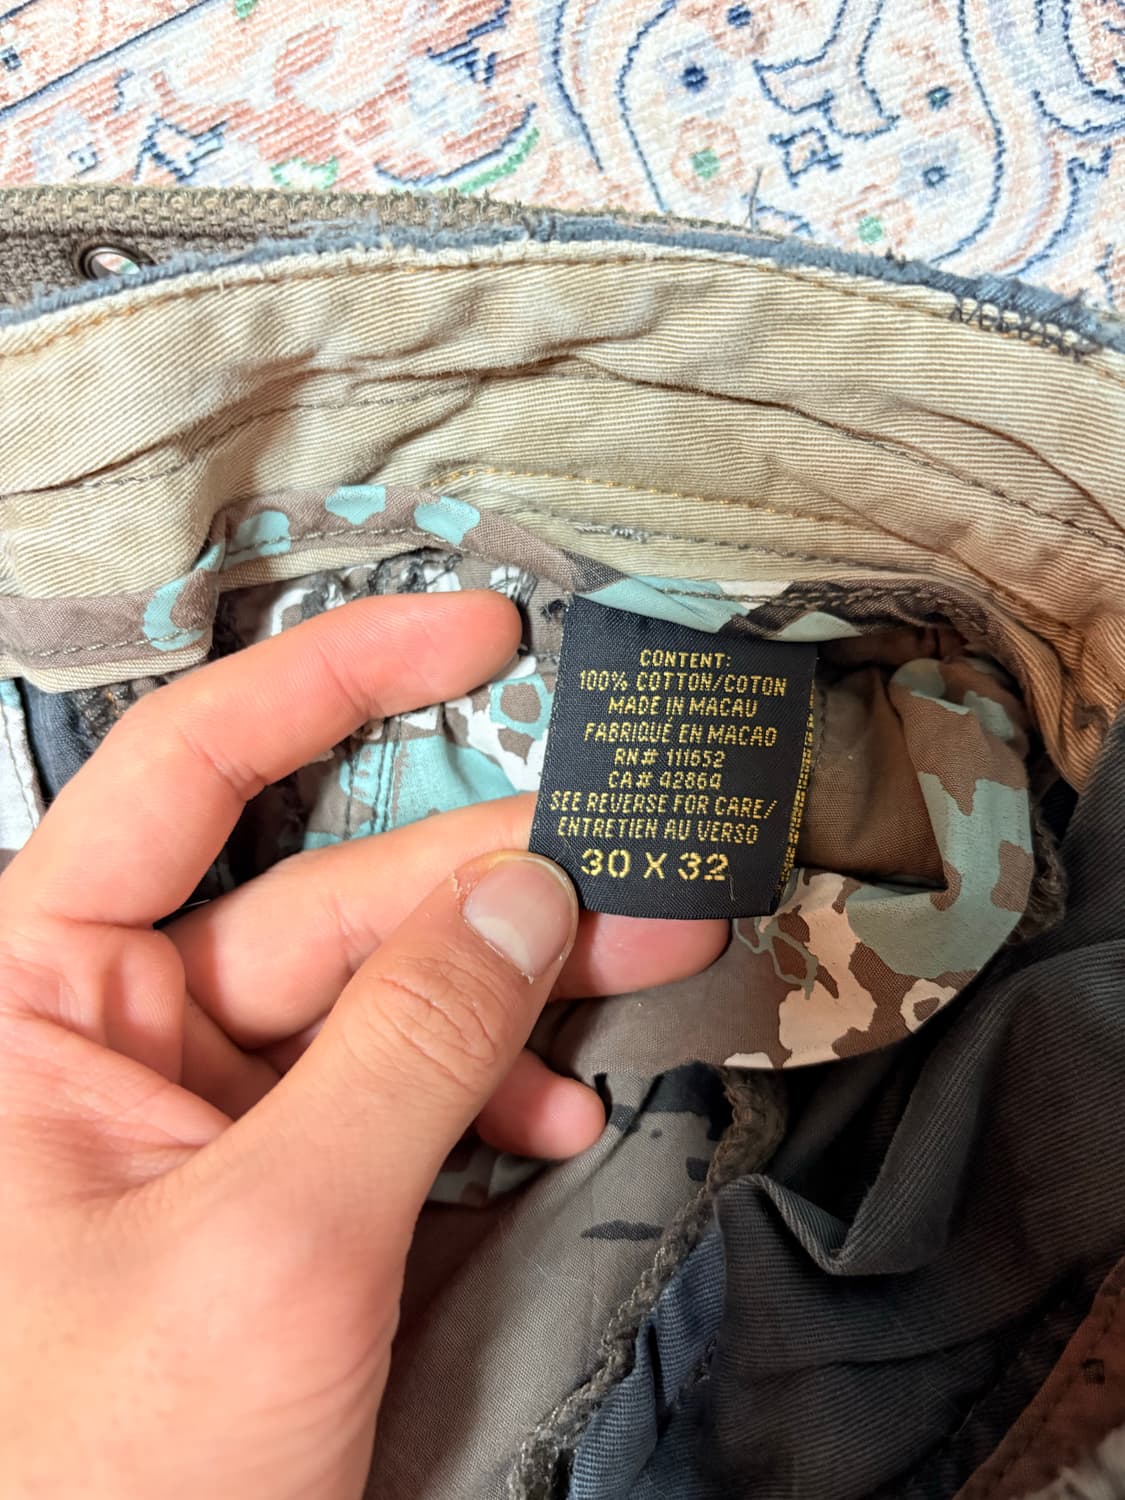 CONTENT:
100% COTTON/COTON
MADE IN MACAU
FABRIQUÉ EN MACAO
RN# 111652
CA# 42864
SEE REVERSE FOR CARE/
ENTRETIEN AU VERSO
30 X 32